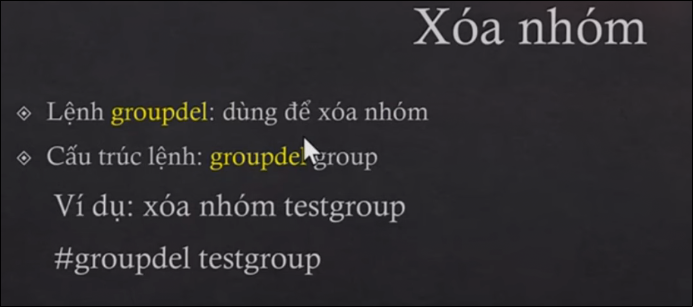 Xóa nhóm
Lệnh groupdel: dùng để xóa nhóm
Cấu trúc lệnh: groupdel group
Ví dụ: xóa nhóm testgroup
#groupdel testgroup